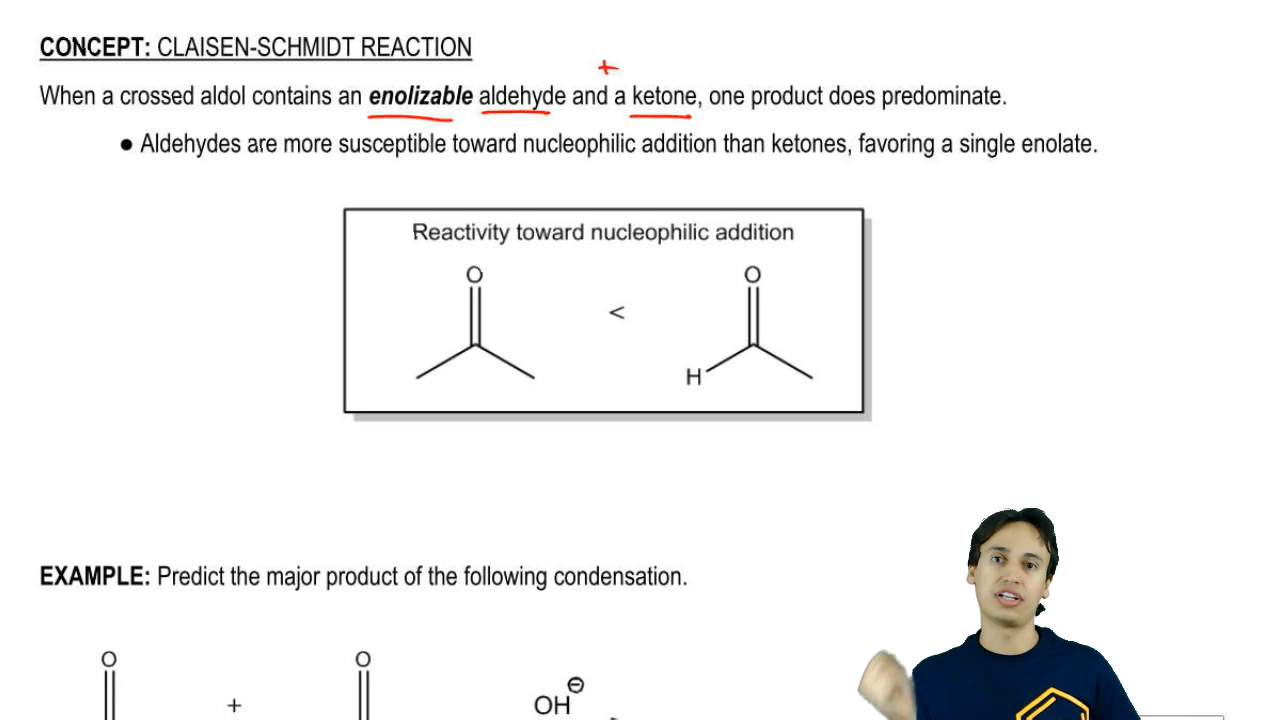 CONCEPT: CLAISEN-SCHMIDT REACTION
+
When a crossed aldol contains an enolizable aldehyde and a ketone, one product does predominate.
● Aldehydes are more susceptible toward nucleophilic addition than ketones, favoring a single enolate.
Reactivity toward nucleophilic addition
O O
<
H
EXAMPLE: Predict the major product of the following condensation.
O O
+ OH⊖